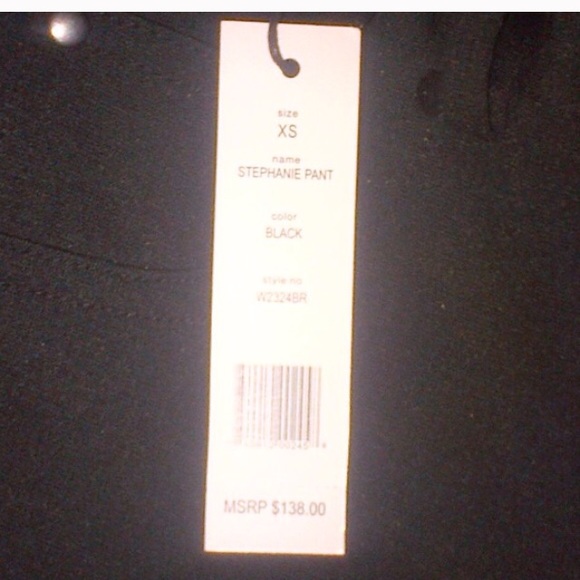 size
XS
name
STEPHANIE PANT
color
BLACK
style no
W2324BR
MSRP $138.00